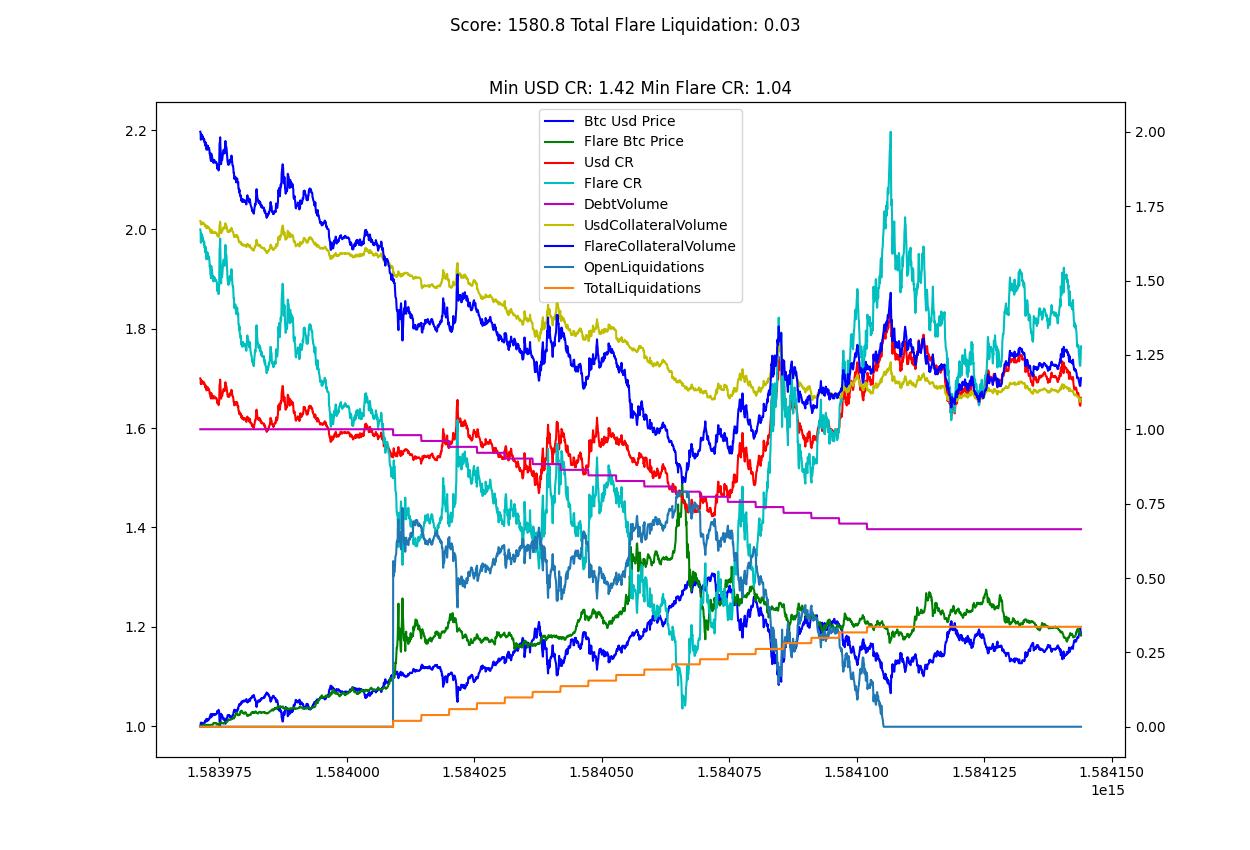 Score: 1580.8 Total Flare Liquidation: 0.03
Min USD CR: 1.42 Min Flare CR: 1.04
Btc Usd Price
Flare Btc Price
Usd CR
Flare CR
DebtVolume
UsdCollateralVolume
FlareCollateralVolume
OpenLiquidations
TotalLiquidations
2.2
2.0
1.8
1.6
1.4
1.2
1.0
2.00
1.75
1.50
1.25
1.00
0.75
0.50
0.25
0.00
1.583975 1.584000 1.584025 1.584050 1.584075 1.584100 1.584125 1.584150
1e15